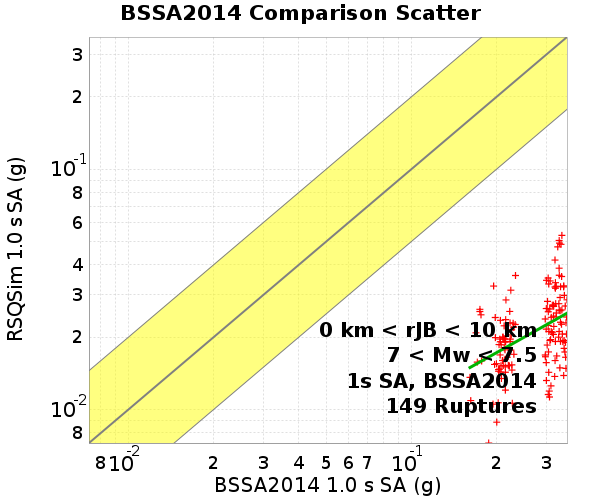 BSSA2014 Comparison Scatter
RSQSim 1.0 s SA (g)
3
2
10⁻¹
8
6
4
3
2
10⁻²
8
0 km < rJB < 10 km
7 < Mw < 7.5
1s SA, BSSA2014
149 Ruptures
8 10⁻² 2 3 4 5 6 7 10⁻¹ 2 3
BSSA2014 1.0 s SA (g)